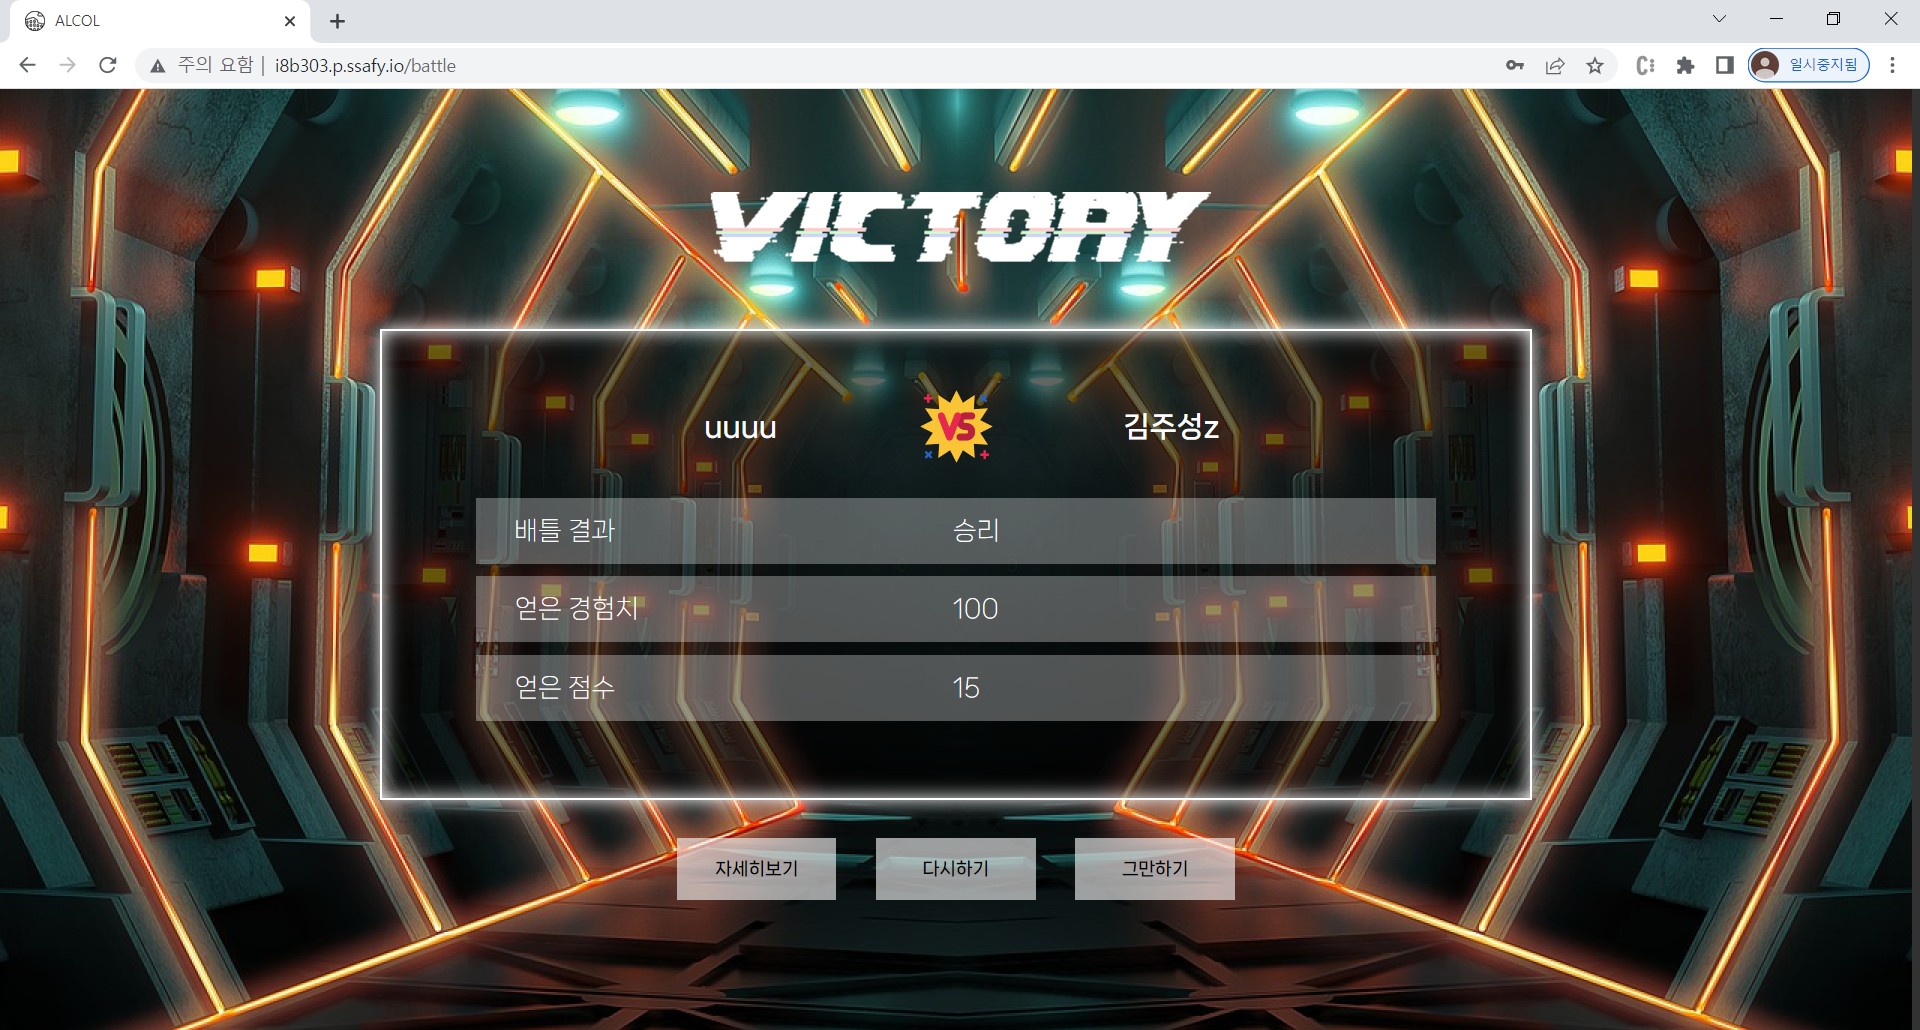 ALCOL
주의 요함 | i8b303.p.ssafy.io/battle
일시중지됨
VICTORY
uuuu VS 김주성z
배틀 결과 승리
얻은 경험치 100
얻은 점수 15
자세히보기 다시하기 그만하기